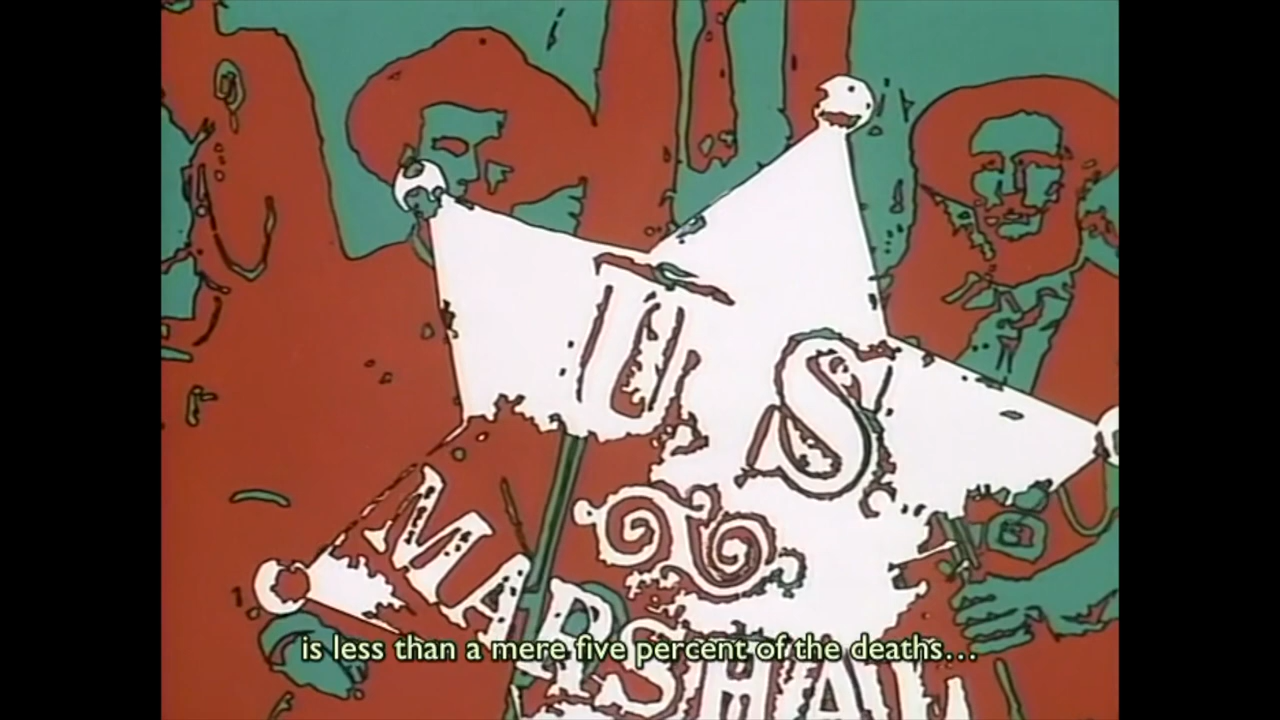 U.S.
MARSHAL
is less than a mere five percent of the deaths…